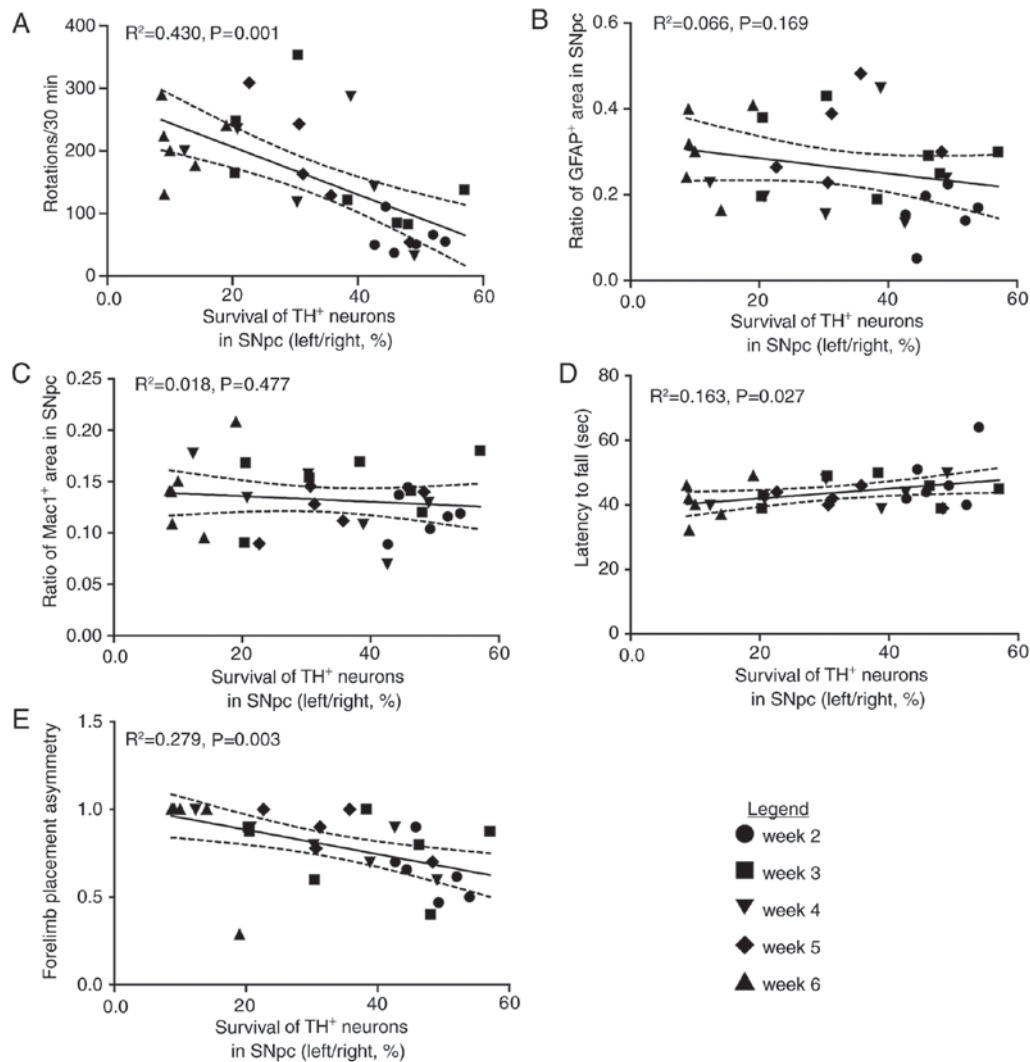 A
R²=0.430, P=0.001
Rotations/30 min
400
300
200
100
0
0.0 20 40 60
Survival of TH⁺ neurons
in SNpc (left/right, %)
B
R²=0.066, P=0.169
Ratio of GFAP⁺ area in SNpc
0.6
0.4
0.2
0.0
0.0 20 40 60
Survival of TH⁺ neurons
in SNpc (left/right, %)
C
R²=0.018, P=0.477
Ratio of Mac1⁺ area in SNpc
0.25
0.20
0.15
0.10
0.05
0.00
0.0 20 40 60
Survival of TH⁺ neurons
in SNpc (left/right, %)
D
R²=0.163, P=0.027
Latency to fall (sec)
80
60
40
20
0
0.0 20 40 60
Survival of TH⁺ neurons
in SNpc (left/right, %)
E
R²=0.279, P=0.003
Forelimb placement asymmetry
1.5
1.0
0.5
0.0
0.0 20 40 60
Survival of TH⁺ neurons
in SNpc (left/right, %)
Legend
week 2
week 3
week 4
week 5
week 6